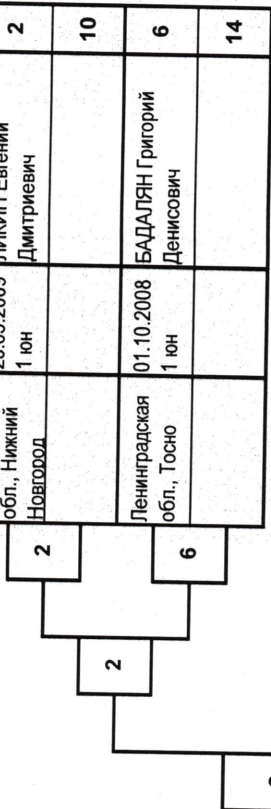 2
Дмитриевич
1 юн
обл., Нижний
Новгород
10
6
БАДАЛЯН Григорий
Денисович
01.10.2008
1 юн
Ленинградская
обл., Тосно
14
2
6
2